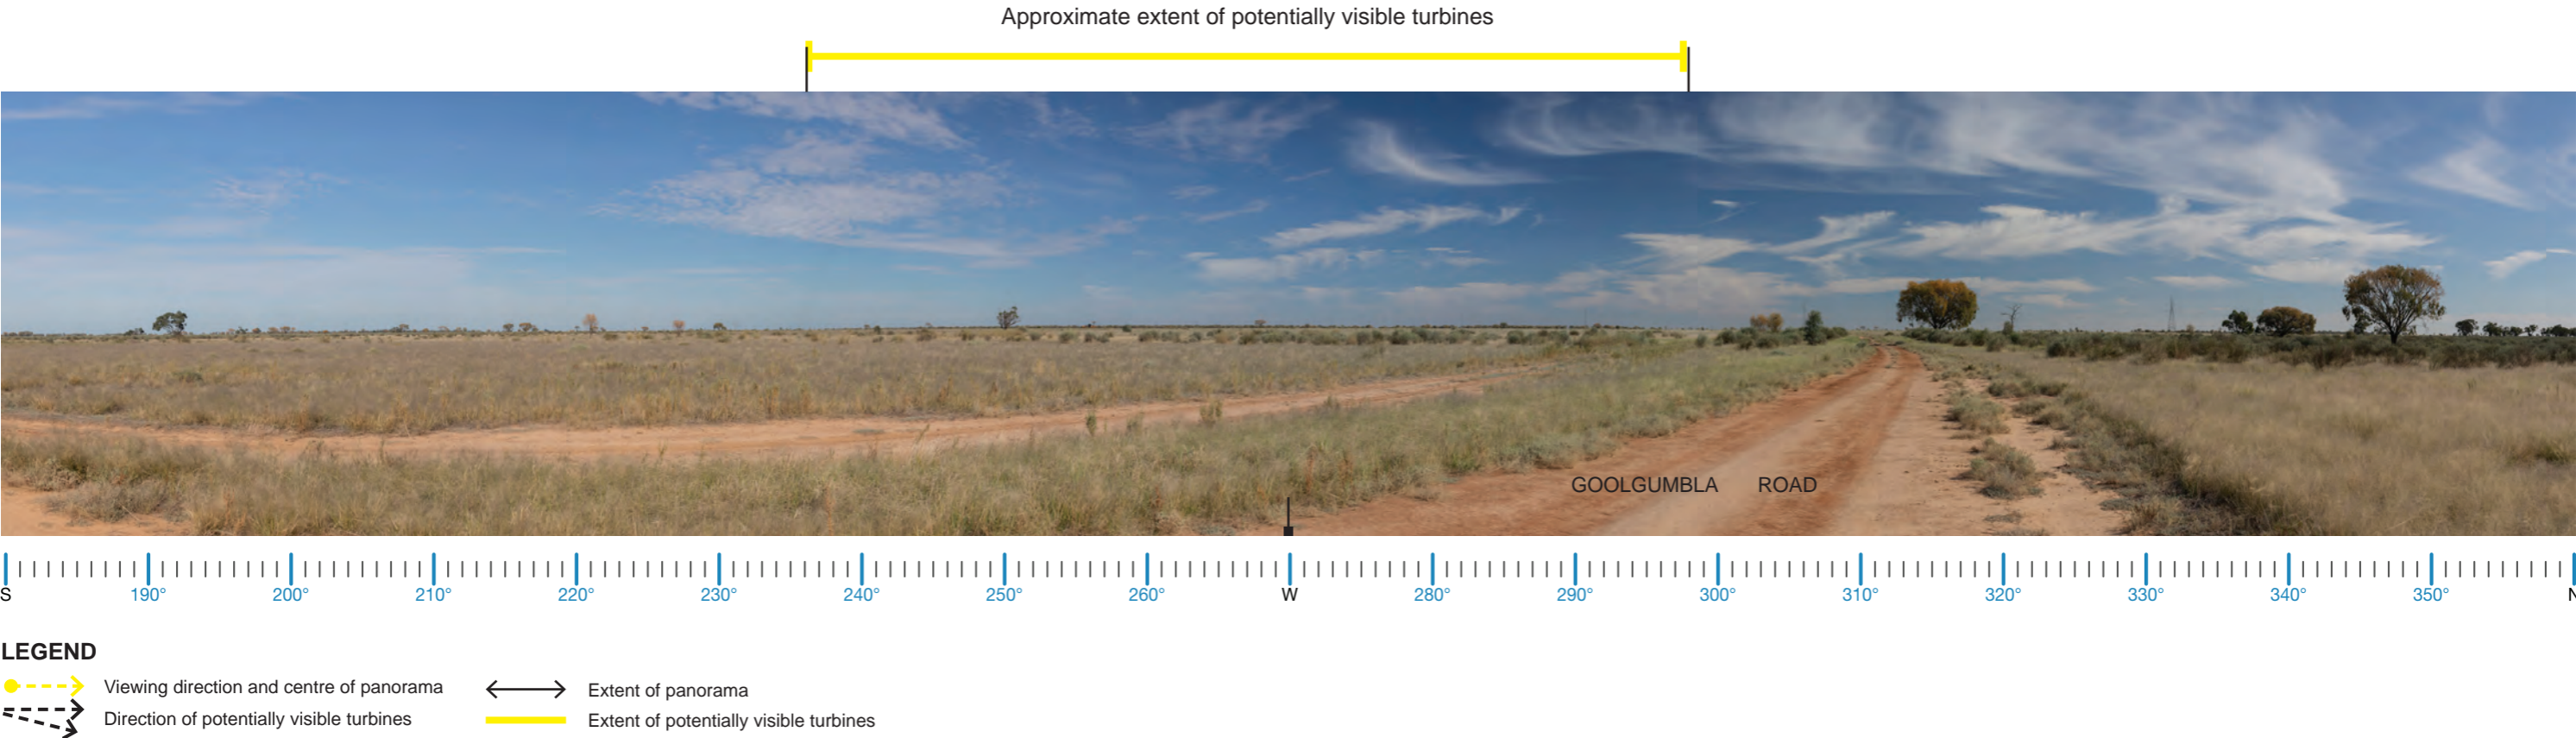 Approximate extent of potentially visible turbines
GOOLGUMBLA ROAD
S 190° 200° 210° 220° 230° 240° 250° 260° W 280° 290° 300° 310° 320° 330° 340° 350° N
LEGEND
Viewing direction and centre of panorama
Direction of potentially visible turbines
Extent of panorama
Extent of potentially visible turbines